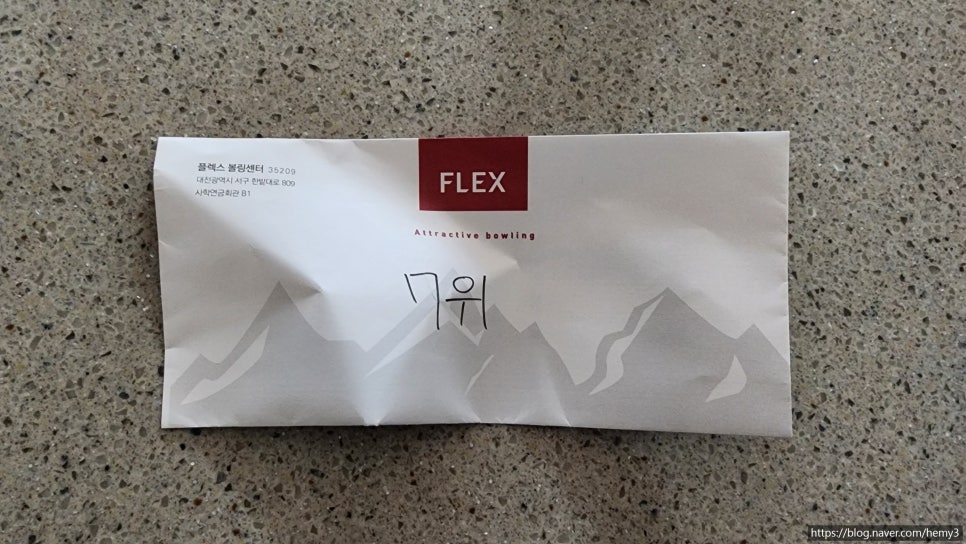 플렉스 볼링센터 35209
대전광역시 서구 한밭대로 809
사학연금회관 B1
FLEX
Attractive bowling
7위
https://blog.naver.com/hemy3